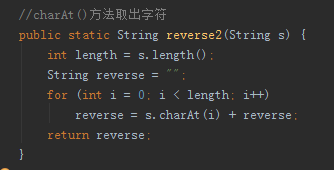 //charAt()方法取出字符
public static String reverse2(String s) {
    int length = s.length();
    String reverse = "";
    for (int i = 0; i < length; i++)
        reverse = s.charAt(i) + reverse;
    return reverse;
}